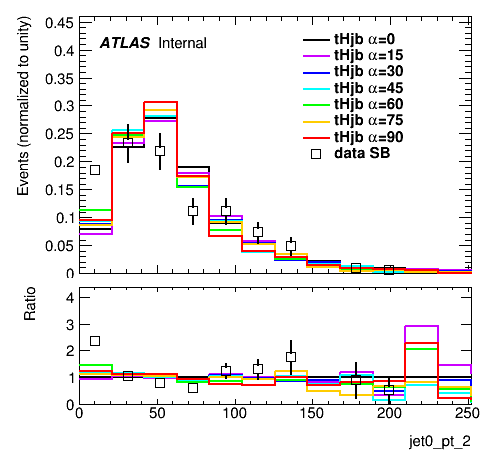 0.45
0.4
0.35
0.3
0.25
0.2
0.15
0.1
0.05
0
Events (normalized to unity)
ATLAS Internal
tHjb α=0
tHjb α=15
tHjb α=30
tHjb α=45
tHjb α=60
tHjb α=75
tHjb α=90
data SB
Ratio
4
3
2
1
0
0 50 100 150 200 250
jet0_pt_2